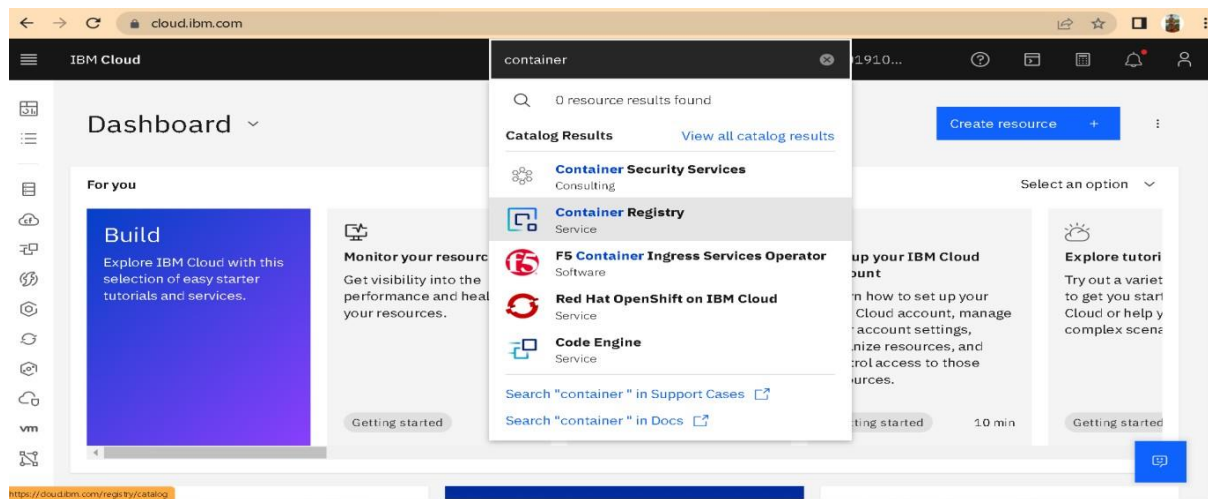 cloud.ibm.com
IBM Cloud
container
1910...
Dashboard
0 resource results found
Catalog Results View all catalog results
Create resource +
Container Security Services
Consulting
Container Registry
Service
F5 Container Ingress Services Operator
Software
Red Hat OpenShift on IBM Cloud
Service
Code Engine
Service
Search "container " in Support Cases
Search "container " in Docs
For you
Select an option
Build
Explore IBM Cloud with this
selection of easy starter
tutorials and services.
Monitor your resourc
Get visibility into the
performance and heal
your resources.
Getting started
up your IBM Cloud
unt
n how to set up your
Cloud account, manage
account settings,
nize resources, and
rol access to those
urces.
ting started 10 min
Explore tutori
Try out a variet
to get you start
Cloud or help y
complex scena
Getting started
vm
https://cloud.ibm.com/registry/catalog